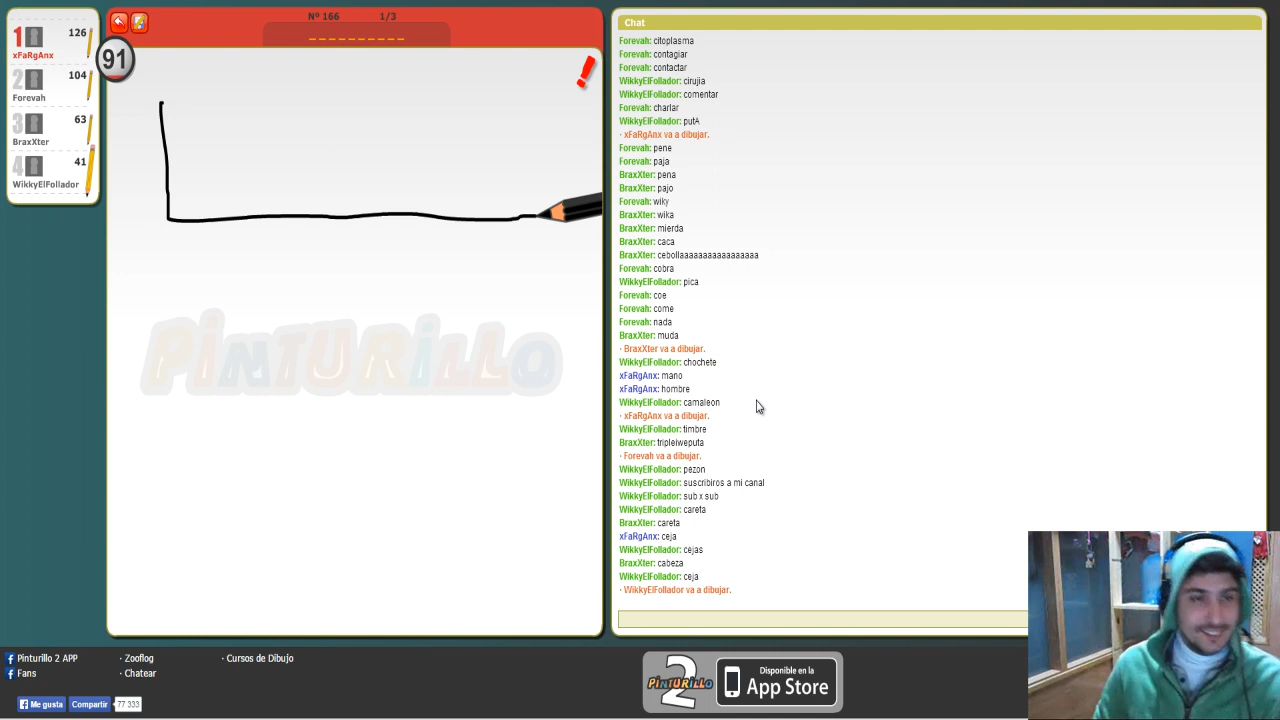 1
126
xFaRgAnx
2
104
Forevah
3
63
BraxXter
4
41
WikkyElFollador
Nº 166
1/3
_ _ _ _ _ _ _ _ _ _
91
!
PINTURILLO
Chat
Forevah: citoplasma
Forevah: contagiar
Forevah: contactar
WikkyElFollador: cirujia
WikkyElFollador: comentar
Forevah: charlar
WikkyElFollador: putA
· xFaRgAnx va a dibujar.
Forevah: pene
Forevah: paja
BraxXter: pena
BraxXter: pajo
Forevah: wiky
BraxXter: wika
BraxXter: mierda
BraxXter: caca
BraxXter: cebollaaaaaaaaaaaaaaaaa
Forevah: cobra
WikkyElFollador: pica
Forevah: coe
Forevah: come
Forevah: nada
BraxXter: muda
· BraxXter va a dibujar.
WikkyElFollador: chochete
xFaRgAnx: mano
xFaRgAnx: hombre
WikkyElFollador: camaleon
· xFaRgAnx va a dibujar.
WikkyElFollador: timbre
BraxXter: tripleiweputa
· Forevah va a dibujar.
WikkyElFollador: pezon
WikkyElFollador: suscribiros a mi canal
WikkyElFollador: sub x sub
WikkyElFollador: careta
BraxXter: careta
xFaRgAnx: ceja
WikkyElFollador: cejas
BraxXter: cabeza
WikkyElFollador: ceja
· WikkyElFollador va a dibujar.
Pinturillo 2 APP
· Zooflog
· Cursos de Dibujo
Fans
· Chatear
Me gusta
Compartir
77 333
PINTURILLO 2
Disponible en la
App Store